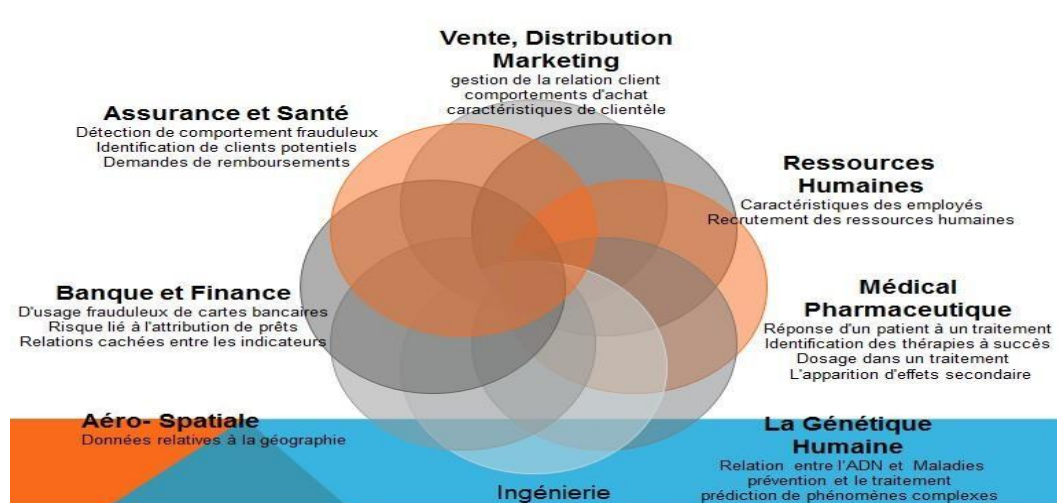 Vente, Distribution
Marketing
gestion de la relation client
comportements d'achat
caractéristiques de clientèle
Assurance et Santé
Détection de comportement frauduleux
Identification de clients potentiels
Demandes de remboursements
Ressources
Humaines
Caractéristiques des employés
Recrutement des ressources humaines
Banque et Finance
D'usage frauduleux de cartes bancaires
Risque lié à l'attribution de prêts
Relations cachées entre les indicateurs
Médical
Pharmaceutique
Réponse d'un patient à un traitement
Identification des thérapies à succès
Dosage dans un traitement
L'apparition d'effets secondaire
Aéro- Spatiale
Données relatives à la géographie
La Génétique
Humaine
Relation entre l'ADN et Maladies
prévention et le traitement
prédiction de phénomènes complexes
Ingénierie